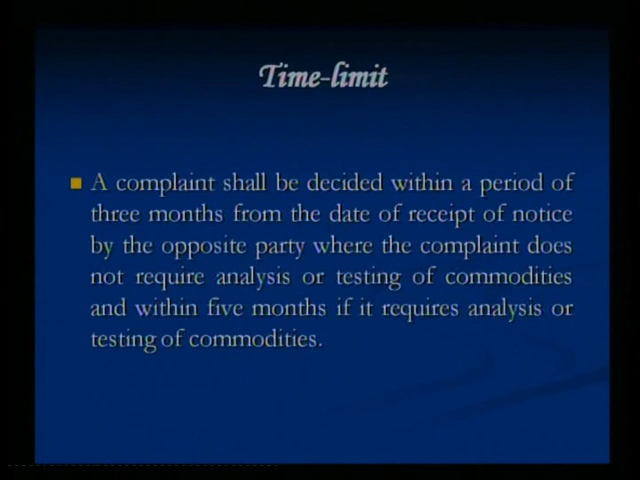 Time-limit
A complaint shall be decided within a period of
three months from the date of receipt of notice
by the opposite party where the complaint does
not require analysis or testing of commodities
and within five months if it requires analysis or
testing of commodities.